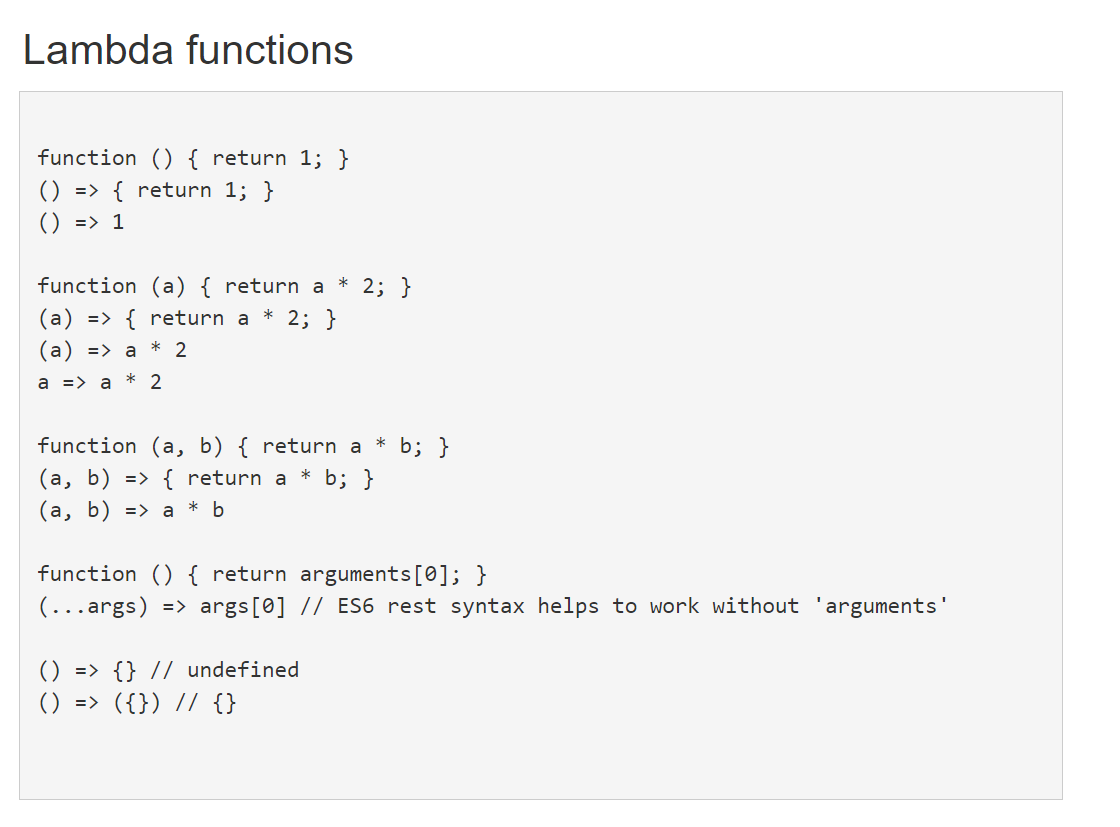 Lambda functions
function () { return 1; }
() => { return 1; }
() => 1
function (a) { return a * 2; }
(a) => { return a * 2; }
(a) => a * 2
a => a * 2
function (a, b) { return a * b; }
(a, b) => { return a * b; }
(a, b) => a * b
function () { return arguments[0]; }
(...args) => args[0] // ES6 rest syntax helps to work without 'arguments'
() => {} // undefined
() => ({}) // {}